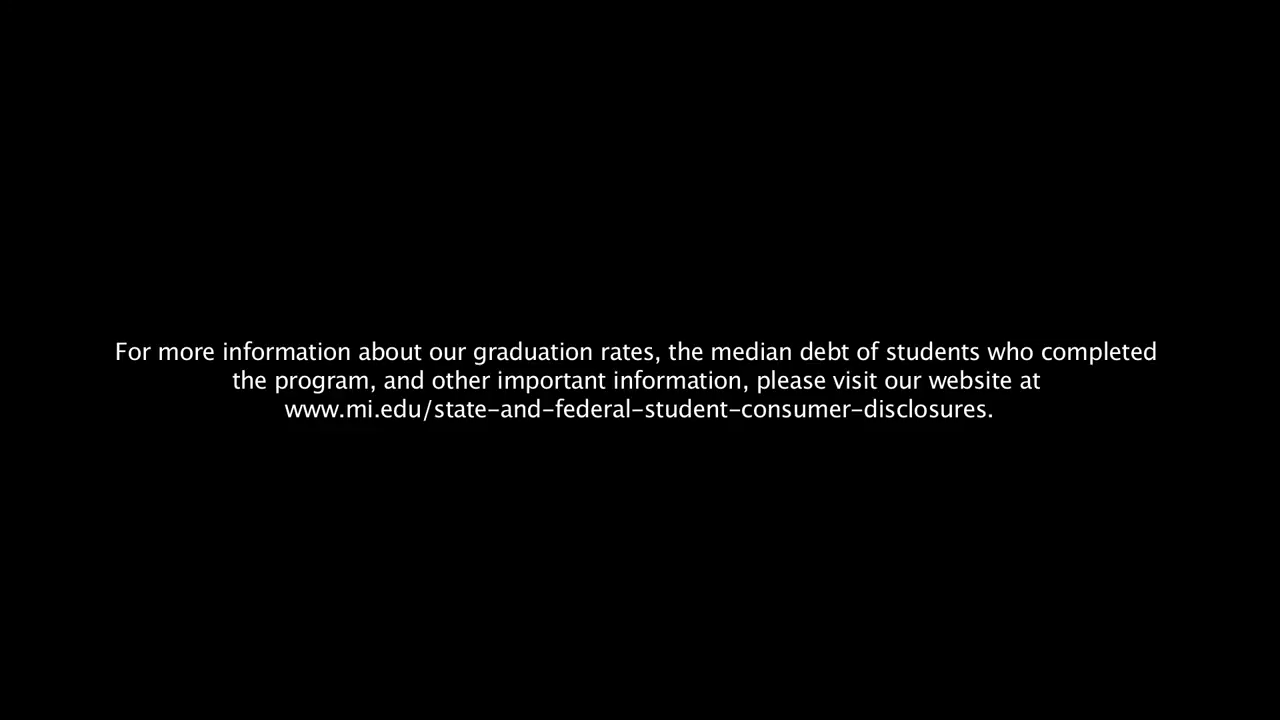 For more information about our graduation rates, the median debt of students who completed
the program, and other important information, please visit our website at
www.mi.edu/state-and-federal-student-consumer-disclosures.